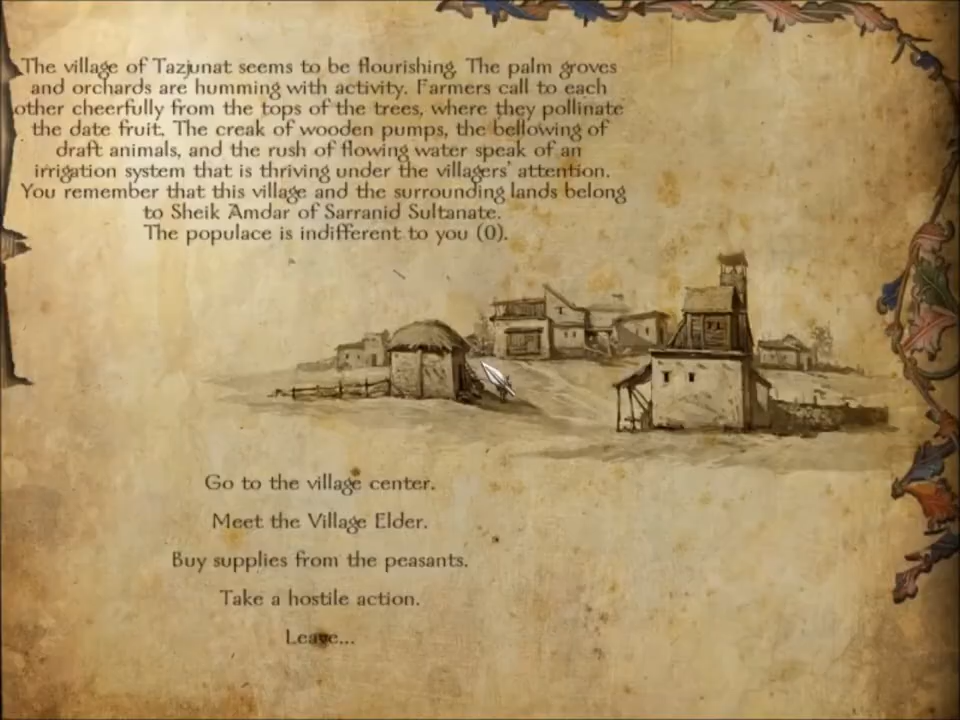 The village of Tazjunat seems to be flourishing. The palm groves
and orchards are humming with activity. Farmers call to each
other cheerfully from the tops of the trees, where they pollinate
the date fruit. The creak of wooden pumps, the bellowing of
draft animals, and the rush of flowing water speak of an
irrigation system that is thriving under the villagers' attention.
You remember that this village and the surrounding lands belong
to Sheik Amdar of Sarranid Sultanate.
The populace is indifferent to you (0).
Go to the village center.
Meet the Village Elder.
Buy supplies from the peasants.
Take a hostile action.
Leave...